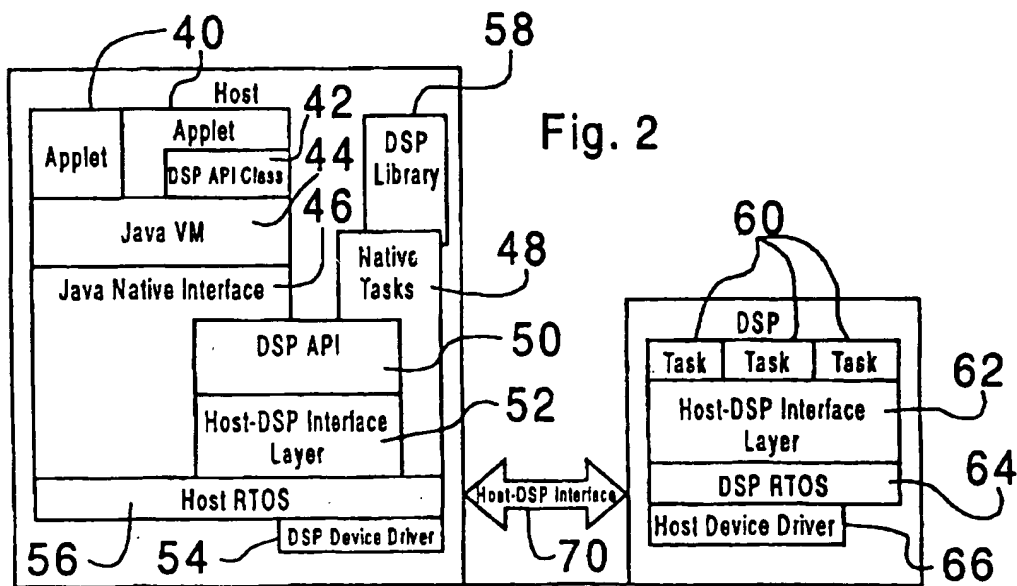 40
58
Host
42
Fig. 2
Applet
Applet
DSP API Class
44
DSP
Library
Java VM
46
60
Java Native Interface
Native
Tasks
48
DSP
DSP API
50
Task
Task
Task
62
Host-DSP Interface
Layer
52
Host-DSP Interface
Layer
64
Host RTOS
Host-DSP Interface
DSP RTOS
56
54
DSP Device Driver
70
Host Device Driver
66